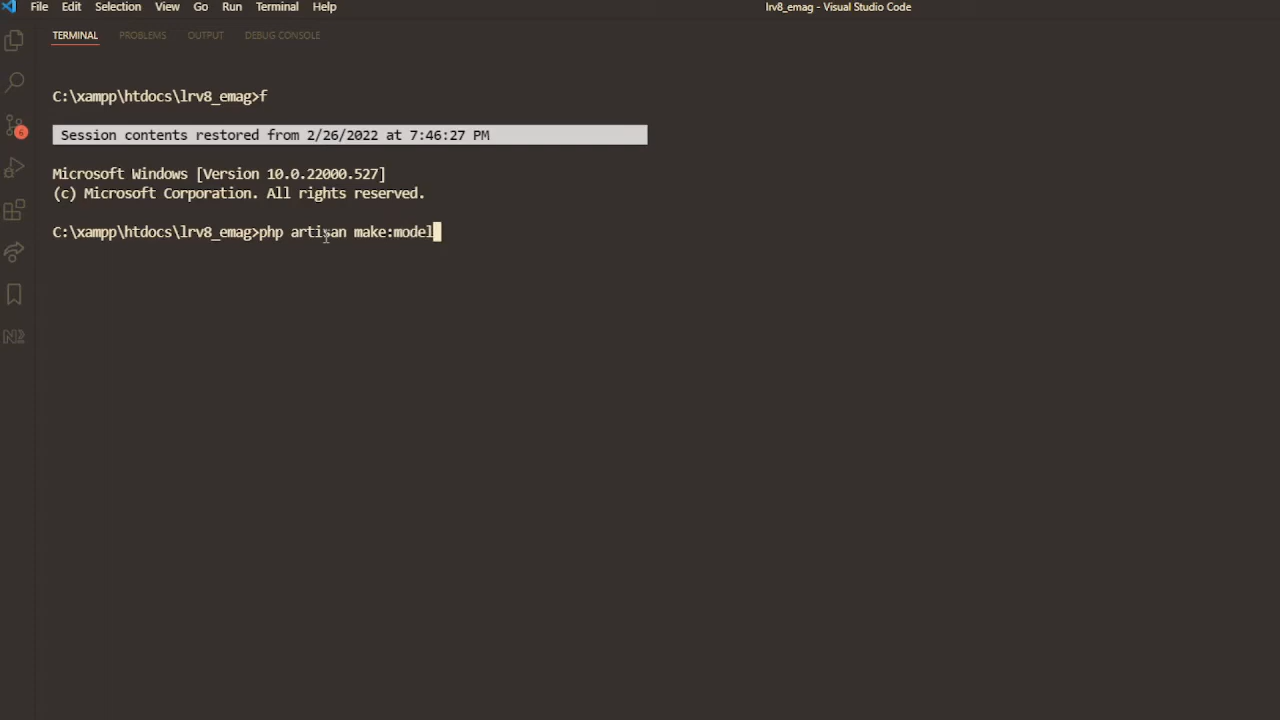 File Edit Selection View Go Run Terminal Help lrv8_emag - Visual Studio Code
TERMINAL PROBLEMS OUTPUT DEBUG CONSOLE
C:\xampp\htdocs\lrv8_emag>f
Session contents restored from 2/26/2022 at 7:46:27 PM
Microsoft Windows [Version 10.0.22000.527]
(c) Microsoft Corporation. All rights reserved.
6
C:\xampp\htdocs\lrv8_emag>php artisan make:model